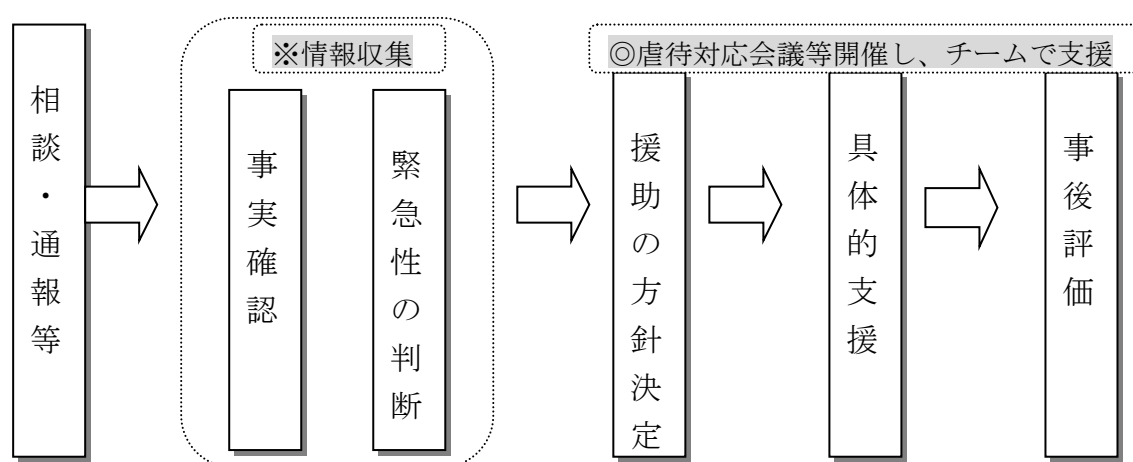 相談・通報等
※情報収集
事実確認
緊急性の判断
◎虐待対応会議等開催し、チームで支援
援助の方針決定
具体的支援
事後評価